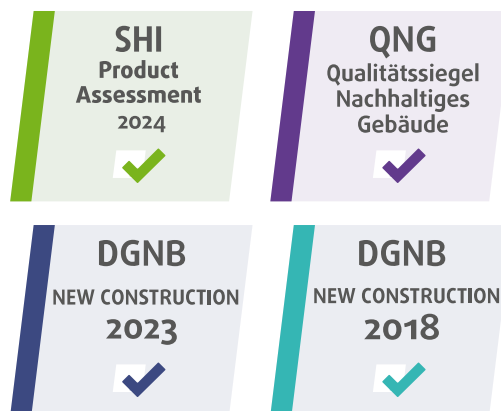 SHI
Product
Assessment
2024
QNG
Qualitätssiegel
Nachhaltiges
Gebäude
DGNB
NEW CONSTRUCTION
2023
DGNB
NEW CONSTRUCTION
2018